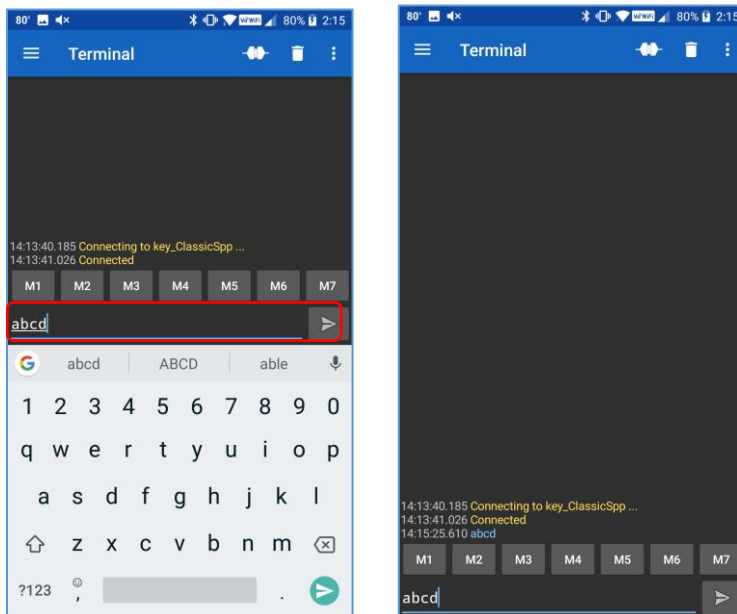 80° 80% 2:15
Terminal
14:13:40.185 Connecting to key_ClassicSpp ...
14:13:41.026 Connected
M1 M2 M3 M4 M5 M6 M7
abcd
G abcd ABCD able
1 2 3 4 5 6 7 8 9 0
q w e r t y u i o p
a s d f g h j k l
z x c v b n m
?123 , .
80° 80% 2:15
Terminal
14:13:40.185 Connecting to key_ClassicSpp ...
14:13:41.026 Connected
14:15:25.610 abcd
M1 M2 M3 M4 M5 M6 M7
abcd